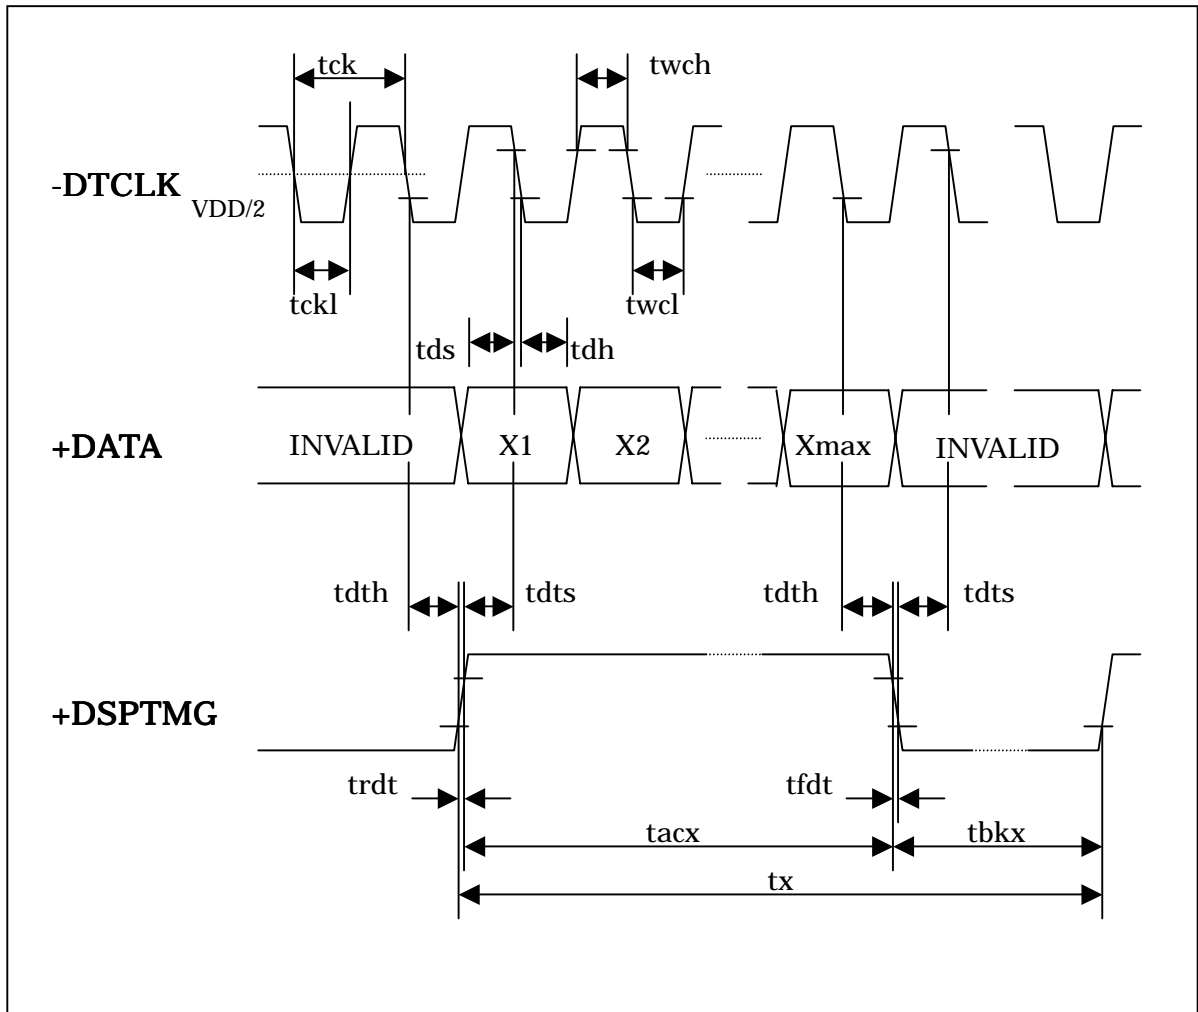 tck
twch
-DTCLK
VDD/2
tckl
twcl
tds
tdh
+DATA
INVALID
X1
X2
Xmax
INVALID
tdth
tdts
tdth
tdts
+DSPTMG
trdt
tfdt
tacx
tbkx
tx